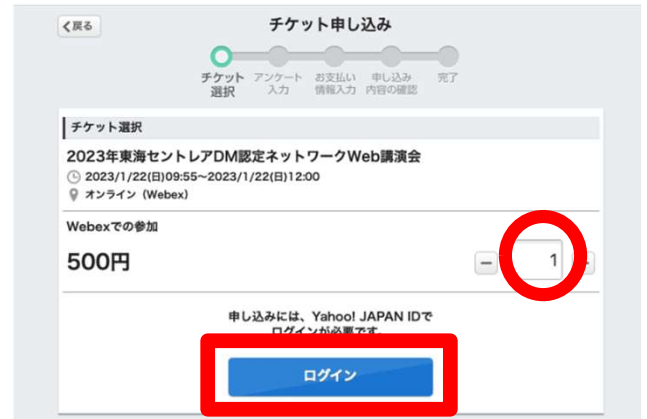 戻る
チケット申し込み
チケット
選択
アンケート
入力
お支払い
情報入力
申し込み
内容の確認
完了
チケット選択
2023年東海セントレアDM認定ネットワークWeb講演会
2023/1/22(日)09:55~2023/1/22(日)12:00
オンライン（Webex）
Webexでの参加
500円
− 1
申し込みには、Yahoo! JAPAN IDで
ログインが必要です。
ログイン